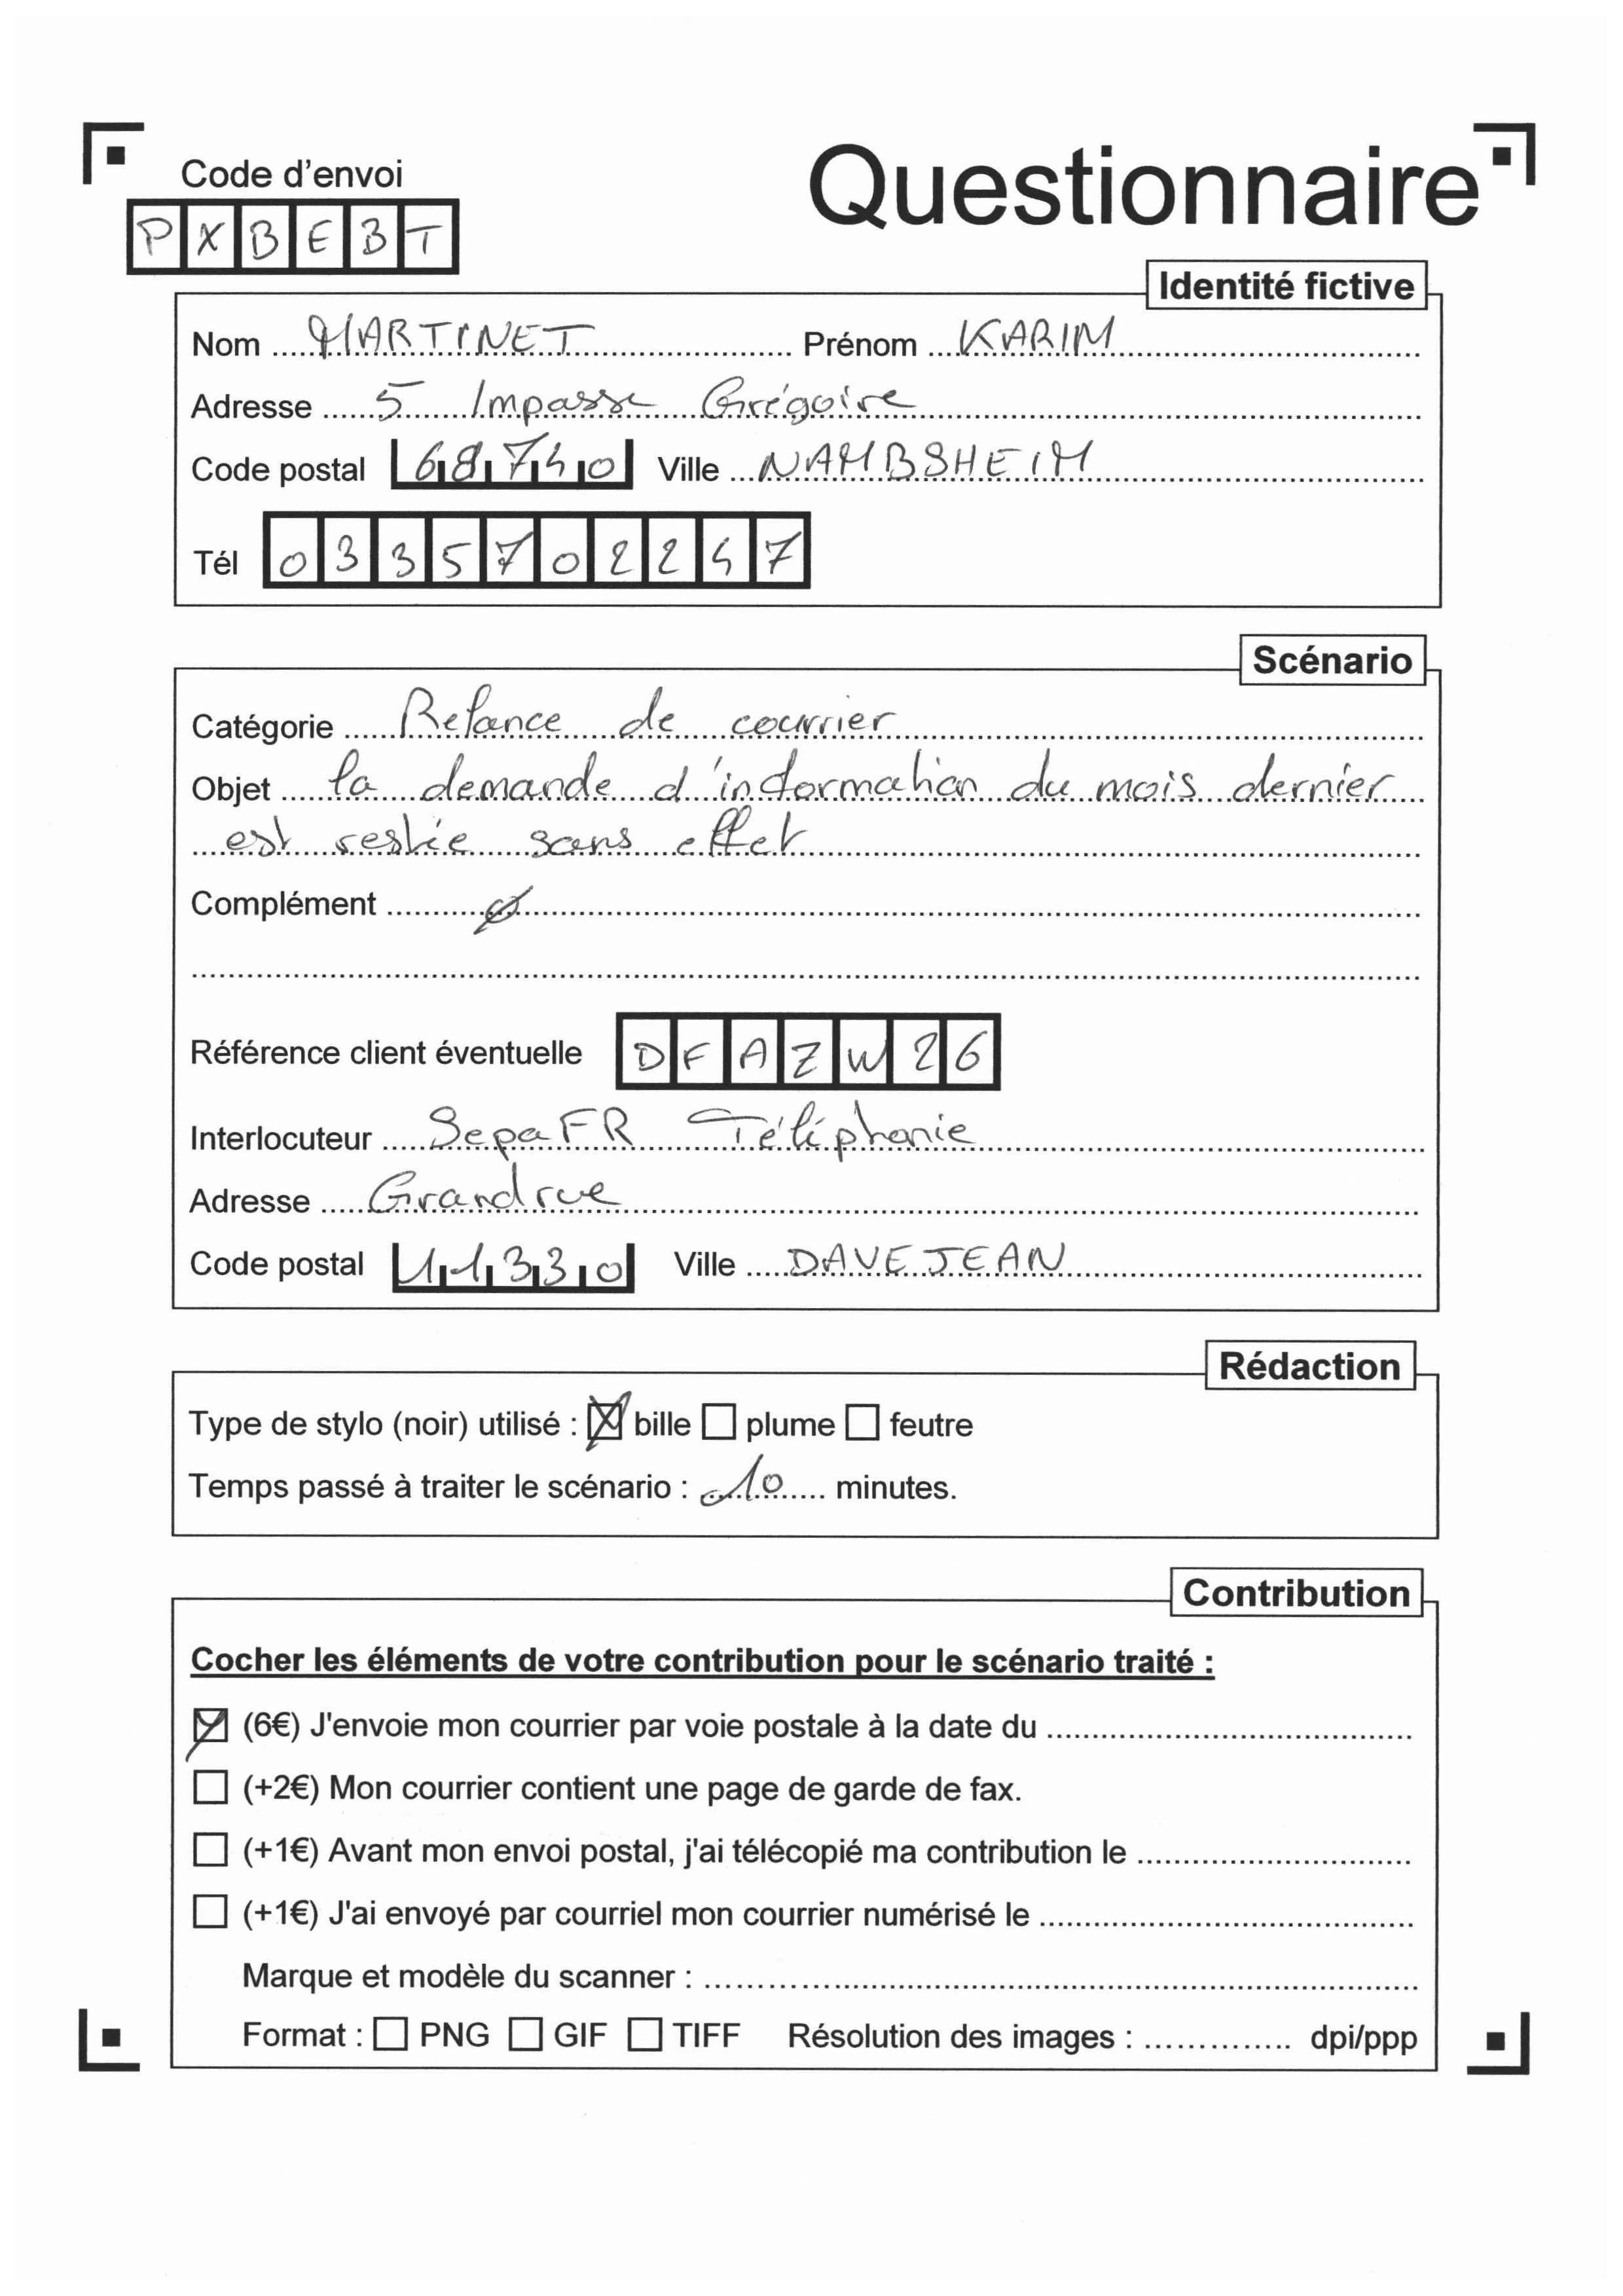 Code d'envoi
PXBEBT
Questionnaire
Identité fictive
Nom MARTINET Prénom KARIM
Adresse 5 Impasse Grégoire
Code postal 68740 Ville NAMBSHEIM
Tél 0335702247
Scénario
Catégorie Relance de courrier
Objet la demande d'information du mois dernier
est restée sans effet
Complément ø
Référence client éventuelle DFAZW26
Interlocuteur SepaFR Téléphonie
Adresse Grandrue
Code postal 11330 Ville DAVEJEAN
Rédaction
Type de stylo (noir) utilisé : bille plume feutre
Temps passé à traiter le scénario : 10 minutes.
Contribution
Cocher les éléments de votre contribution pour le scénario traité :
(6€) J'envoie mon courrier par voie postale à la date du
(+2€) Mon courrier contient une page de garde de fax.
(+1€) Avant mon envoi postal, j'ai télécopié ma contribution le
(+1€) J'ai envoyé par courriel mon courrier numérisé le
Marque et modèle du scanner :
Format : PNG GIF TIFF Résolution des images : dpi/ppp